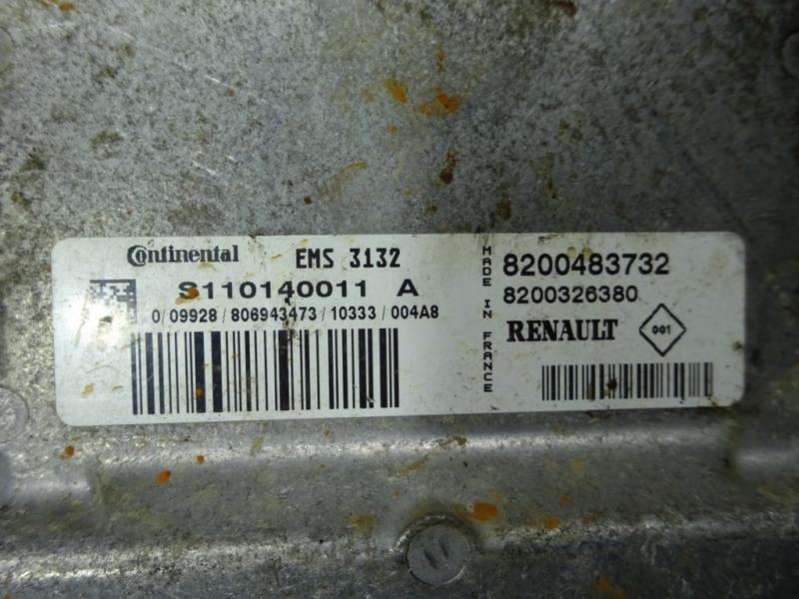 Continental EMS 3132
S110140011 A
0/09928/806943473/10333/004A8
MADE IN FRANCE
8200483732
8200326380
RENAULT 001